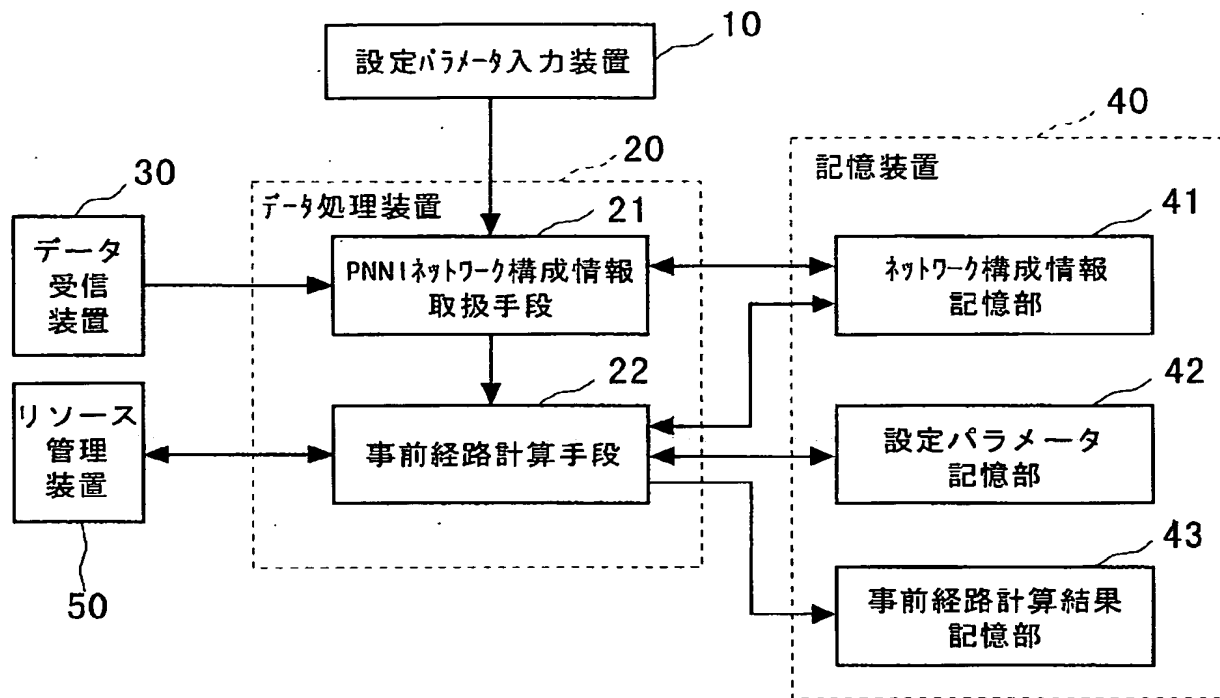 10
設定パラメータ入力装置
40
20
30
記憶装置
データ処理装置
21
41
データ
受信
装置
PNNIネットワーク構成情報
取扱手段
ネットワーク構成情報
記憶部
22
42
リソース
管理
装置
事前経路計算手段
設定パラメータ
記憶部
43
50
事前経路計算結果
記憶部